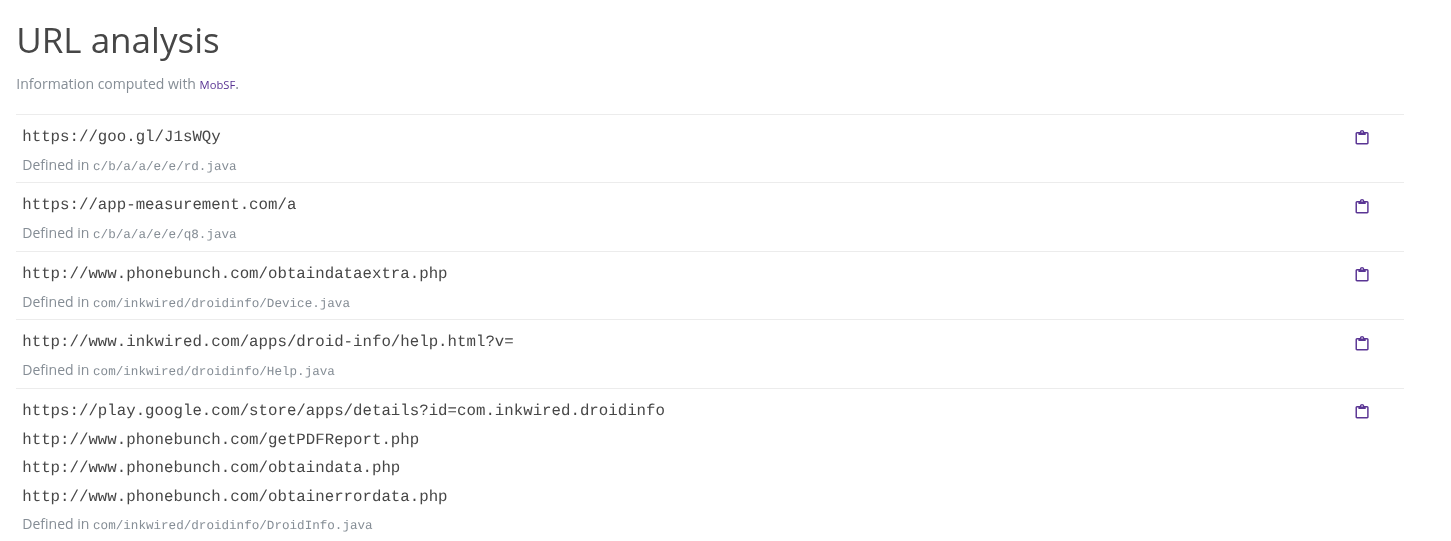 URL analysis
Information computed with MobSF.
https://goo.gl/J1sWQy
Defined in c/b/a/a/e/e/rd.java
https://app-measurement.com/a
Defined in c/b/a/a/e/e/q8.java
http://www.phonebunch.com/obtaindataextra.php
Defined in com/inkwired/droidinfo/Device.java
http://www.inkwired.com/apps/droid-info/help.html?v=
Defined in com/inkwired/droidinfo/Help.java
https://play.google.com/store/apps/details?id=com.inkwired.droidinfo
http://www.phonebunch.com/getPDFReport.php
http://www.phonebunch.com/obtaindata.php
http://www.phonebunch.com/obtainerrordata.php
Defined in com/inkwired/droidinfo/DroidInfo.java